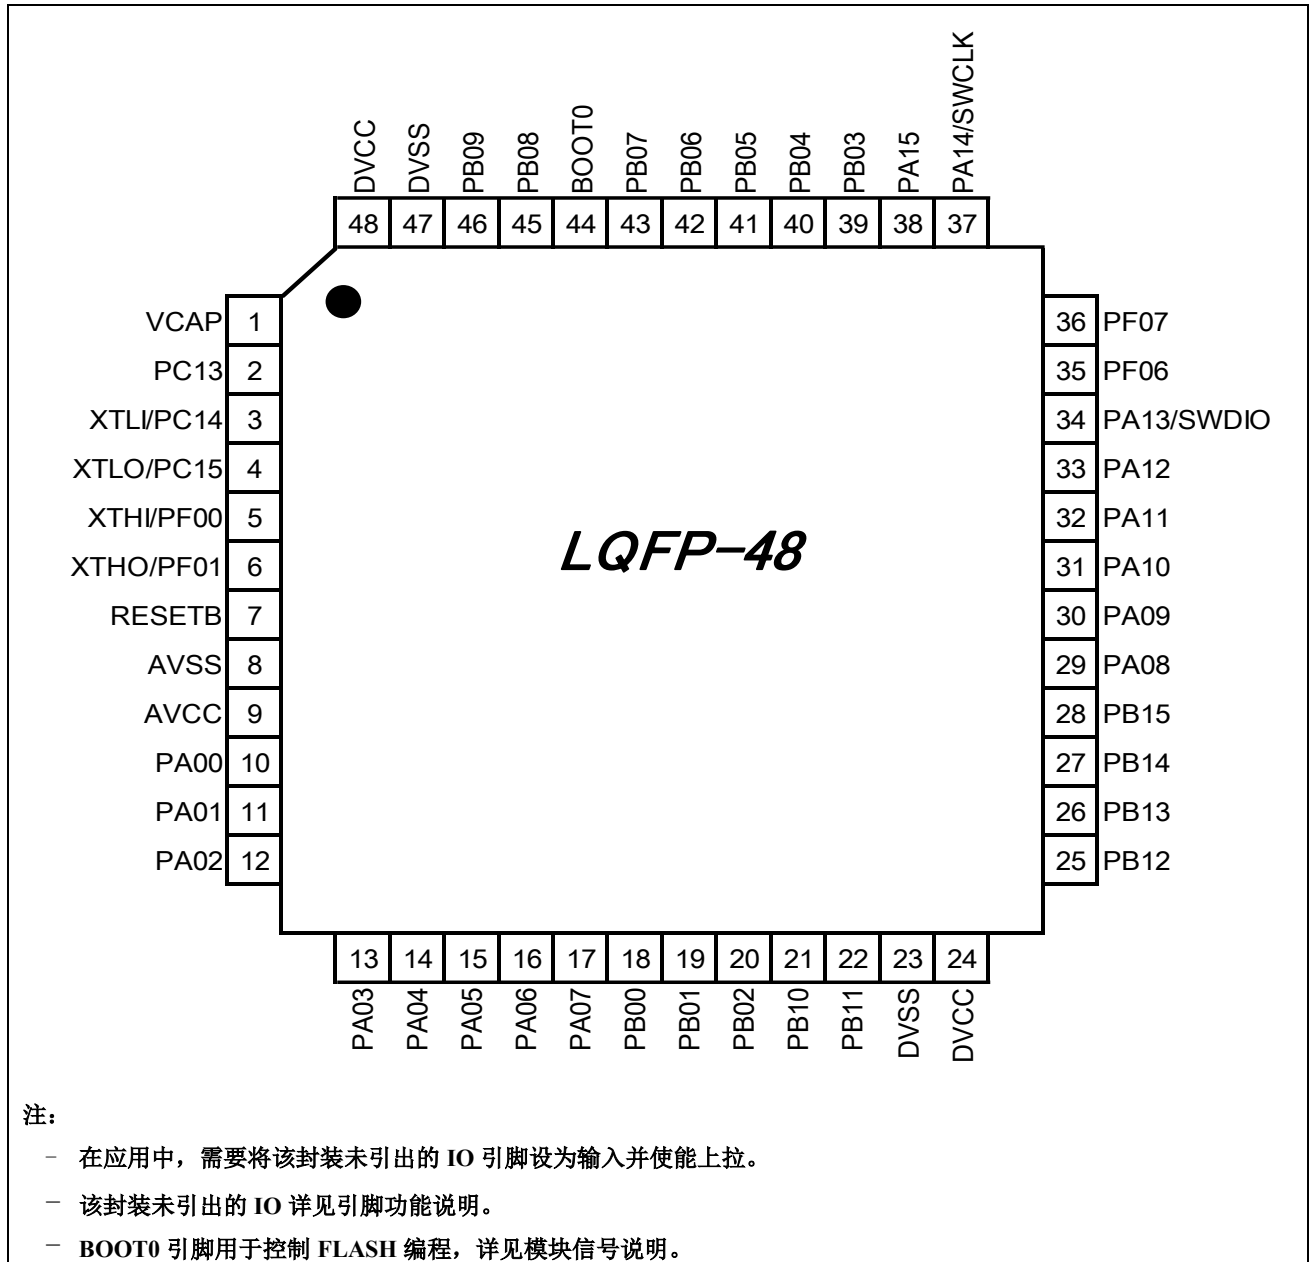 DVCC DVSS PB09 PB08 BOOT0 PB07 PB06 PB05 PB04 PB03 PA15 PA14/SWCLK
48 47 46 45 44 43 42 41 40 39 38 37
VCAP 1 36 PF07
PC13 2 35 PF06
XTLI/PC14 3 34 PA13/SWDIO
XTLO/PC15 4 33 PA12
XTHI/PF00 5 32 PA11
XTHO/PF01 6 31 PA10
RESETB 7 30 PA09
AVSS 8 29 PA08
AVCC 9 28 PB15
PA00 10 27 PB14
PA01 11 26 PB13
PA02 12 25 PB12
LQFP-48
13 14 15 16 17 18 19 20 21 22 23 24
PA03 PA04 PA05 PA06 PA07 PB00 PB01 PB02 PB10 PB11 DVSS DVCC
注：
– 在应用中，需要将该封装未引出的 IO 引脚设为输入并使能上拉。
– 该封装未引出的 IO 详见引脚功能说明。
– BOOT0 引脚用于控制 FLASH 编程，详见模块信号说明。